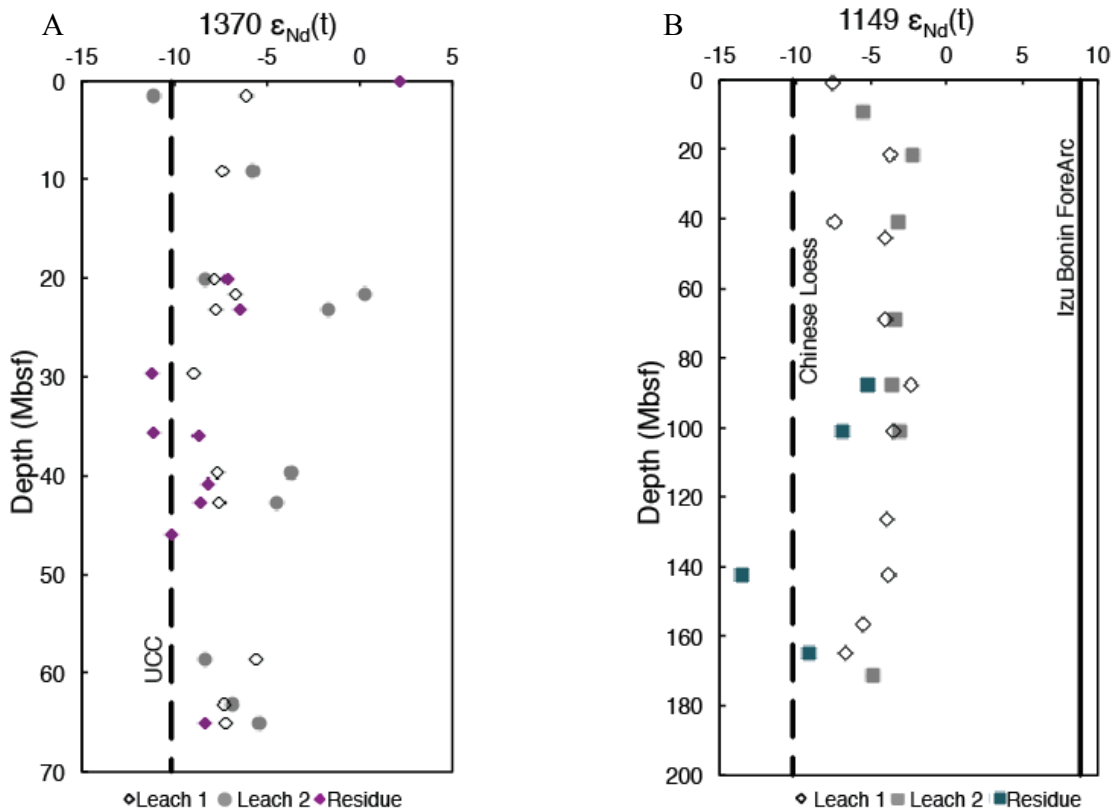 A
1370 εNd(t)
-15 -10 -5 0 5
0
10
20
30
40
50
60
70
Depth (Mbsf)
UCC
Leach 1 Leach 2 Residue
B
1149 εNd(t)
-15 -10 -5 0 5 10
0
20
40
60
80
100
120
140
160
180
200
Depth (Mbsf)
Chinese Loess
Izu Bonin ForeArc
Leach 1 Leach 2 Residue